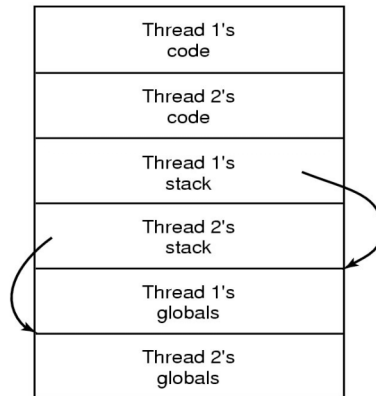 Thread 1's
code
Thread 2's
code
Thread 1's
stack
Thread 2's
stack
Thread 1's
globals
Thread 2's
globals